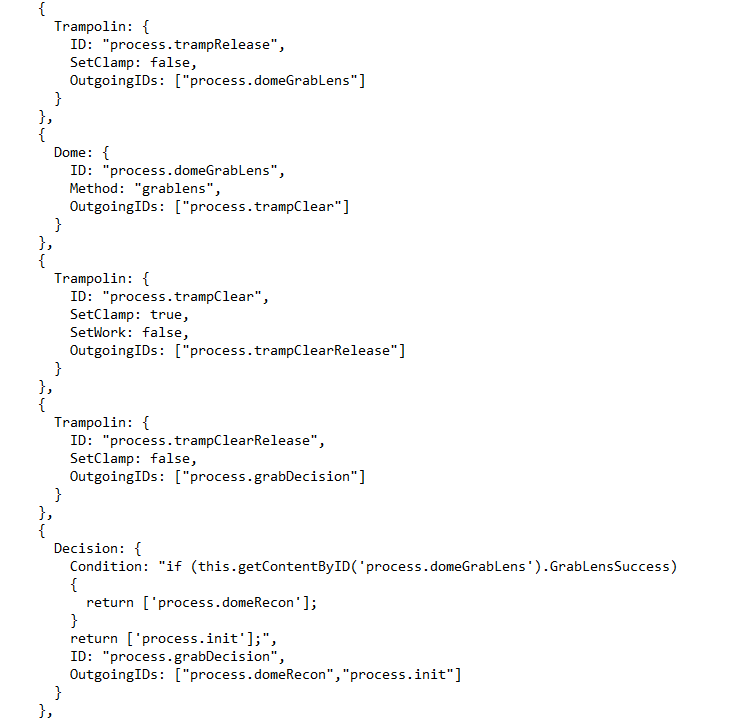 {
  Trampolin: {
    ID: "process.trampRelease",
    SetClamp: false,
    OutgoingIDs: ["process.domeGrabLens"]
  }
},
{
  Dome: {
    ID: "process.domeGrabLens",
    Method: "grablens",
    OutgoingIDs: ["process.trampClear"]
  }
},
{
  Trampolin: {
    ID: "process.trampClear",
    SetClamp: true,
    SetWork: false,
    OutgoingIDs: ["process.trampClearRelease"]
  }
},
{
  Trampolin: {
    ID: "process.trampClearRelease",
    SetClamp: false,
    OutgoingIDs: ["process.grabDecision"]
  }
},
{
  Decision: {
    Condition: "if (this.getContentByID('process.domeGrabLens').GrabLensSuccess)
    {
      return ['process.domeRecon'];
    }
    return ['process.init'];",
    ID: "process.grabDecision",
    OutgoingIDs: ["process.domeRecon","process.init"]
  }
},